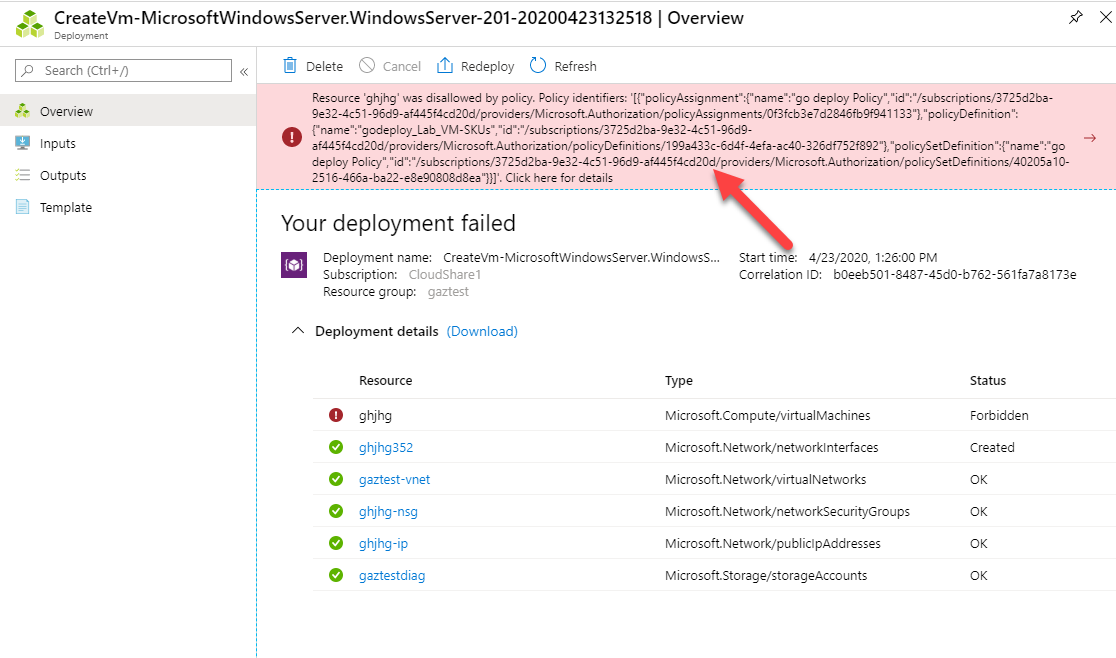 CreateVm-MicrosoftWindowsServer.WindowsServer-201-20200423132518 | Overview
Deployment
Search (Ctrl+/)
«
Delete
Cancel
Redeploy
Refresh
Overview
Inputs
Outputs
Template
Resource 'ghjhg' was disallowed by policy. Policy identifiers: '[{"policyAssignment":{"name":"go deploy Policy","id":"/subscriptions/3725d2ba-
9e32-4c51-96d9-af445f4cd20d/providers/Microsoft.Authorization/policyAssignments/0f3fcb3e7d2846fb9f941133"},"policyDefinition":
{"name":"godeploy_Lab_VM-SKUs","id":"/subscriptions/3725d2ba-9e32-4c51-96d9-
af445f4cd20d/providers/Microsoft.Authorization/policyDefinitions/199a433c-6d4f-4efa-ac40-326df752f892"},"policySetDefinition":{"name":"go
deploy Policy","id":"/subscriptions/3725d2ba-9e32-4c51-96d9-af445f4cd20d/providers/Microsoft.Authorization/policySetDefinitions/40205a10-
2516-466a-ba22-e8e90808d8ea"}}]'. Click here for details
Your deployment failed
Deployment name: CreateVm-MicrosoftWindowsServer.WindowsS...
Subscription: CloudShare1
Resource group: gaztest
Start time: 4/23/2020, 1:26:00 PM
Correlation ID: b0eeb501-8487-45d0-b762-561fa7a8173e
Deployment details (Download)
Resource Type Status
ghjhg Microsoft.Compute/virtualMachines Forbidden
ghjhg352 Microsoft.Network/networkInterfaces Created
gaztest-vnet Microsoft.Network/virtualNetworks OK
ghjhg-nsg Microsoft.Network/networkSecurityGroups OK
ghjhg-ip Microsoft.Network/publicIpAddresses OK
gaztestdiag Microsoft.Storage/storageAccounts OK